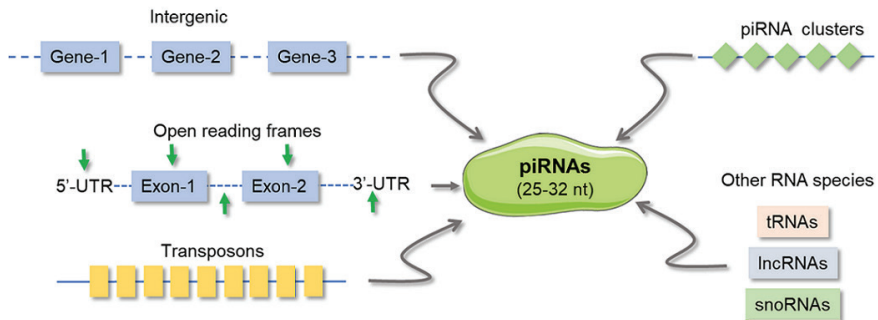 Intergenic
Gene-1
Gene-2
Gene-3
piRNA clusters
Open reading frames
5'-UTR
Exon-1
Exon-2
3'-UTR
piRNAs
(25-32 nt)
Transposons
Other RNA species
tRNAs
lncRNAs
snoRNAs